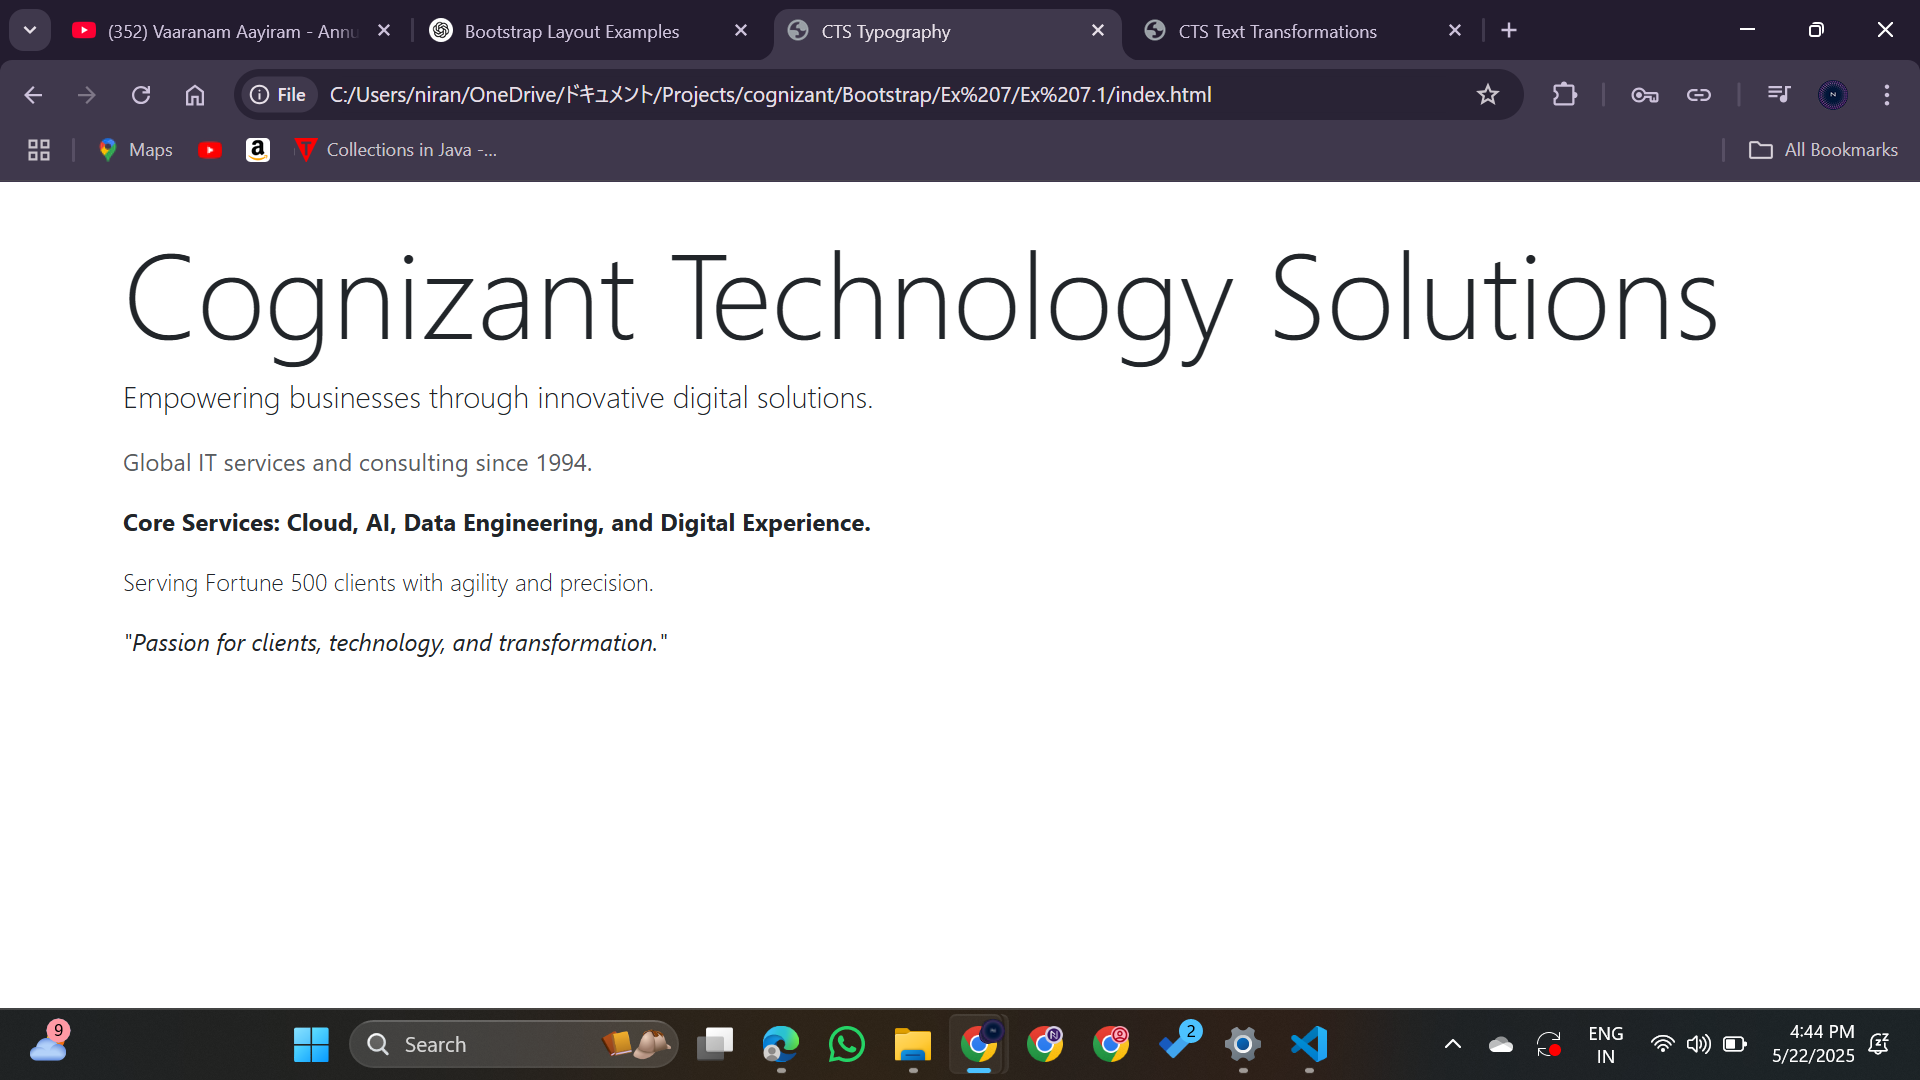 (352) Vaaranam Aayiram - Annu
Bootstrap Layout Examples
CTS Typography
CTS Text Transformations
File
C:/Users/niran/OneDrive/ドキュメント/Projects/cognizant/Bootstrap/Ex%207/Ex%207.1/index.html
Maps
a
Collections in Java -...
All Bookmarks
Cognizant Technology Solutions
Empowering businesses through innovative digital solutions.
Global IT services and consulting since 1994.
Core Services: Cloud, AI, Data Engineering, and Digital Experience.
Serving Fortune 500 clients with agility and precision.
"Passion for clients, technology, and transformation."
9
Search
2
ENG
IN
4:44 PM
5/22/2025